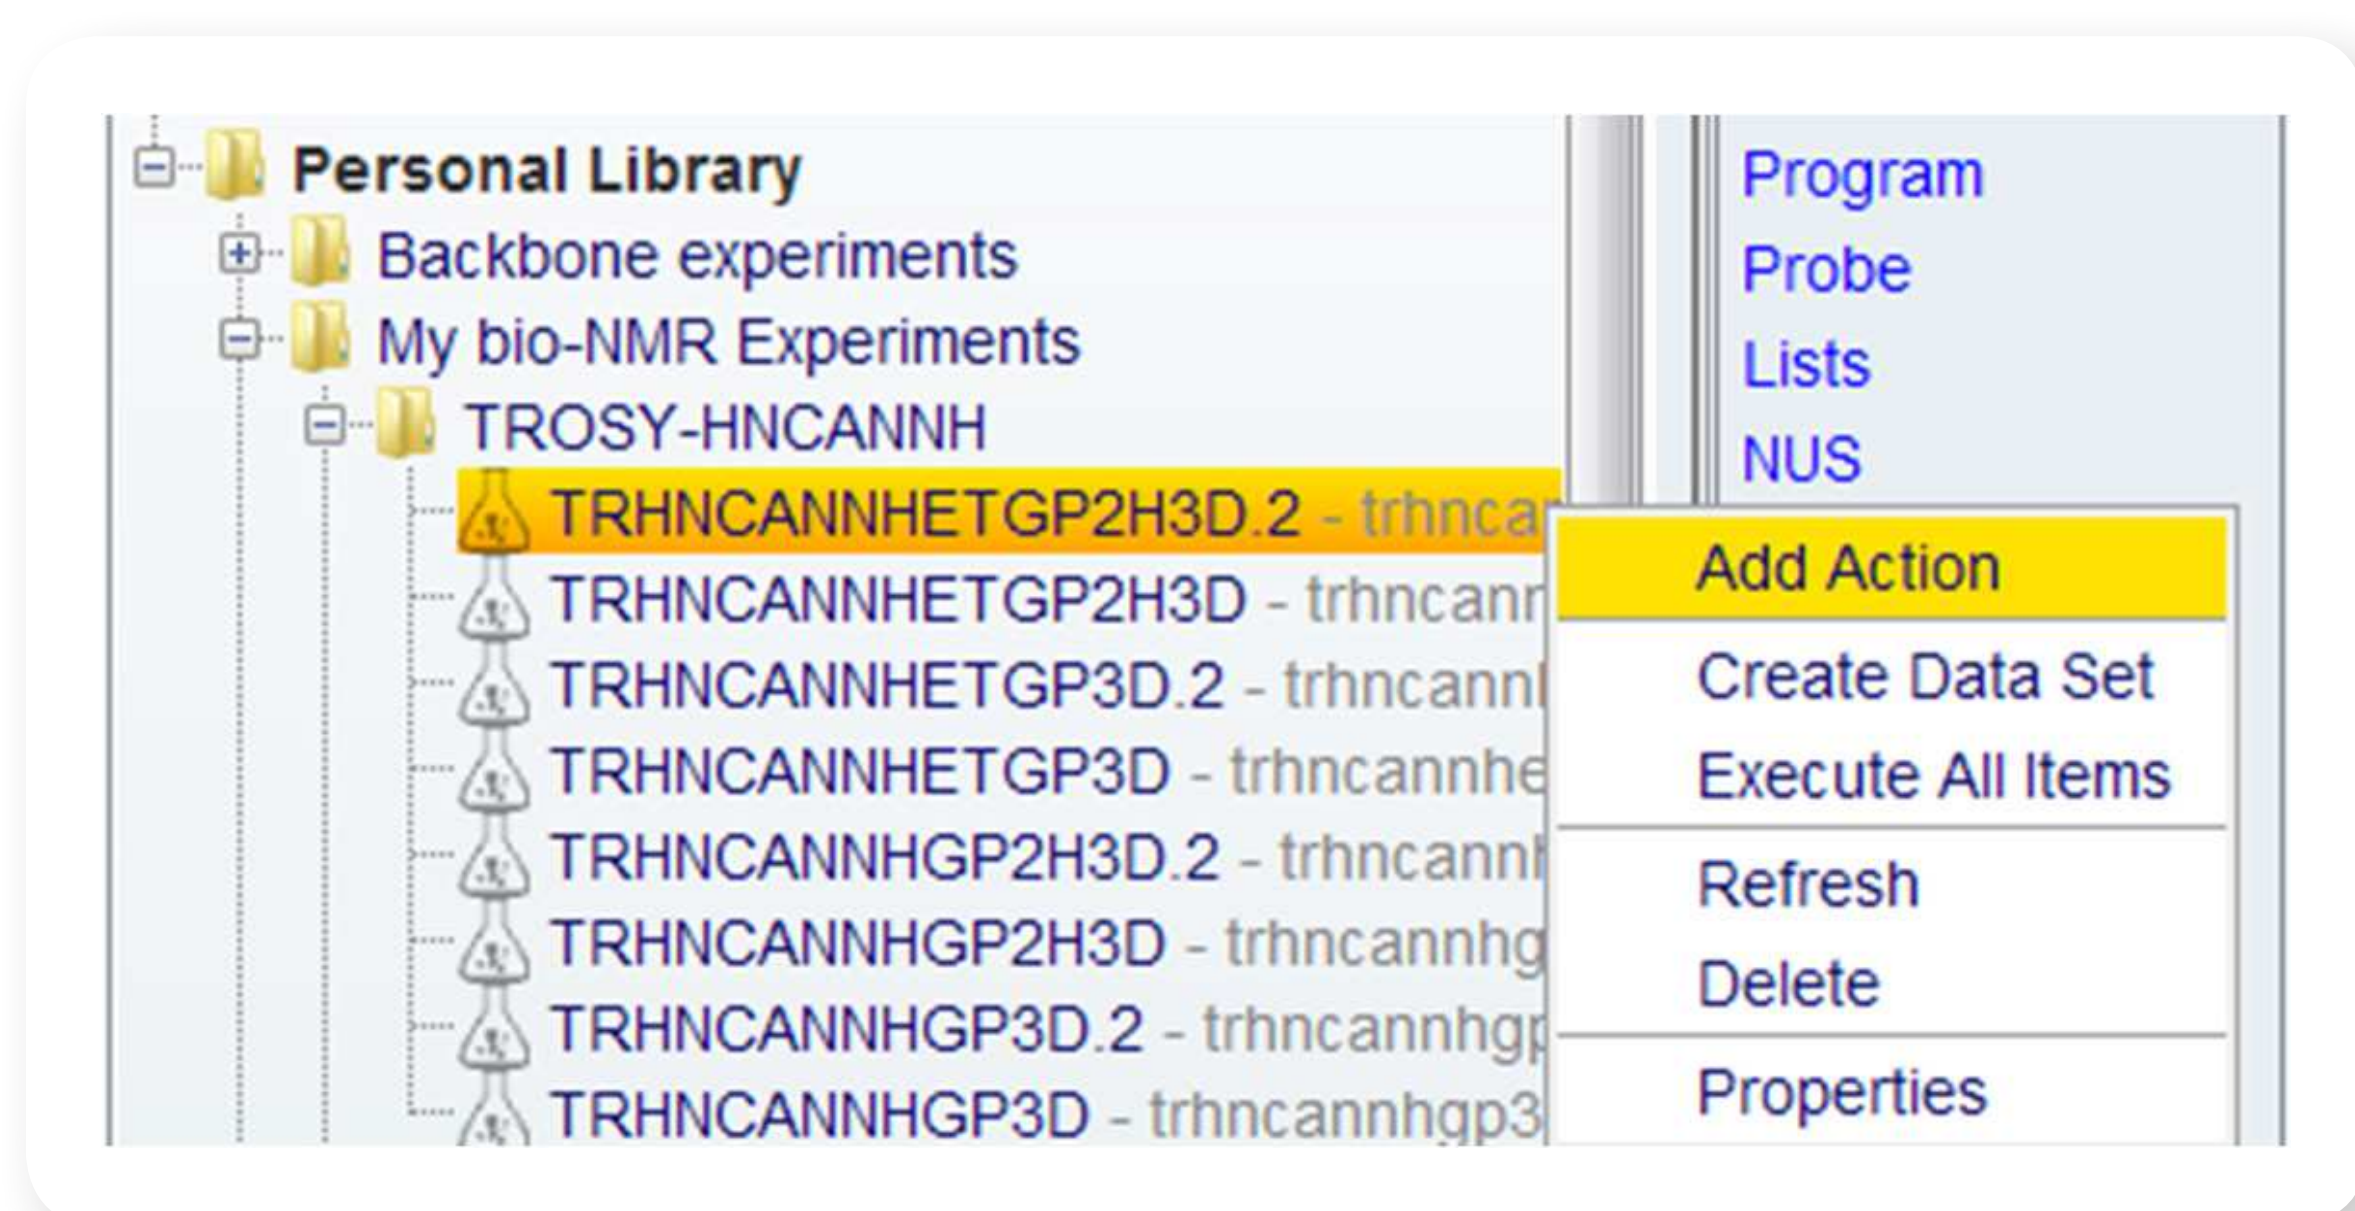 Personal Library
Backbone experiments
My bio-NMR Experiments
TROSY-HNCANNH
TRHNCANNHETGP2H3D.2 - trhnca
TRHNCANNHETGP2H3D - trhncann
TRHNCANNHETGP3D.2 - trhncann
TRHNCANNHETGP3D - trhncannhe
TRHNCANNHGP2H3D.2 - trhncann
TRHNCANNHGP2H3D - trhncannhg
TRHNCANNHGP3D.2 - trhncannhgp
TRHNCANNHGP3D - trhncannhgp3
Program
Probe
Lists
NUS
Add Action
Create Data Set
Execute All Items
Refresh
Delete
Properties